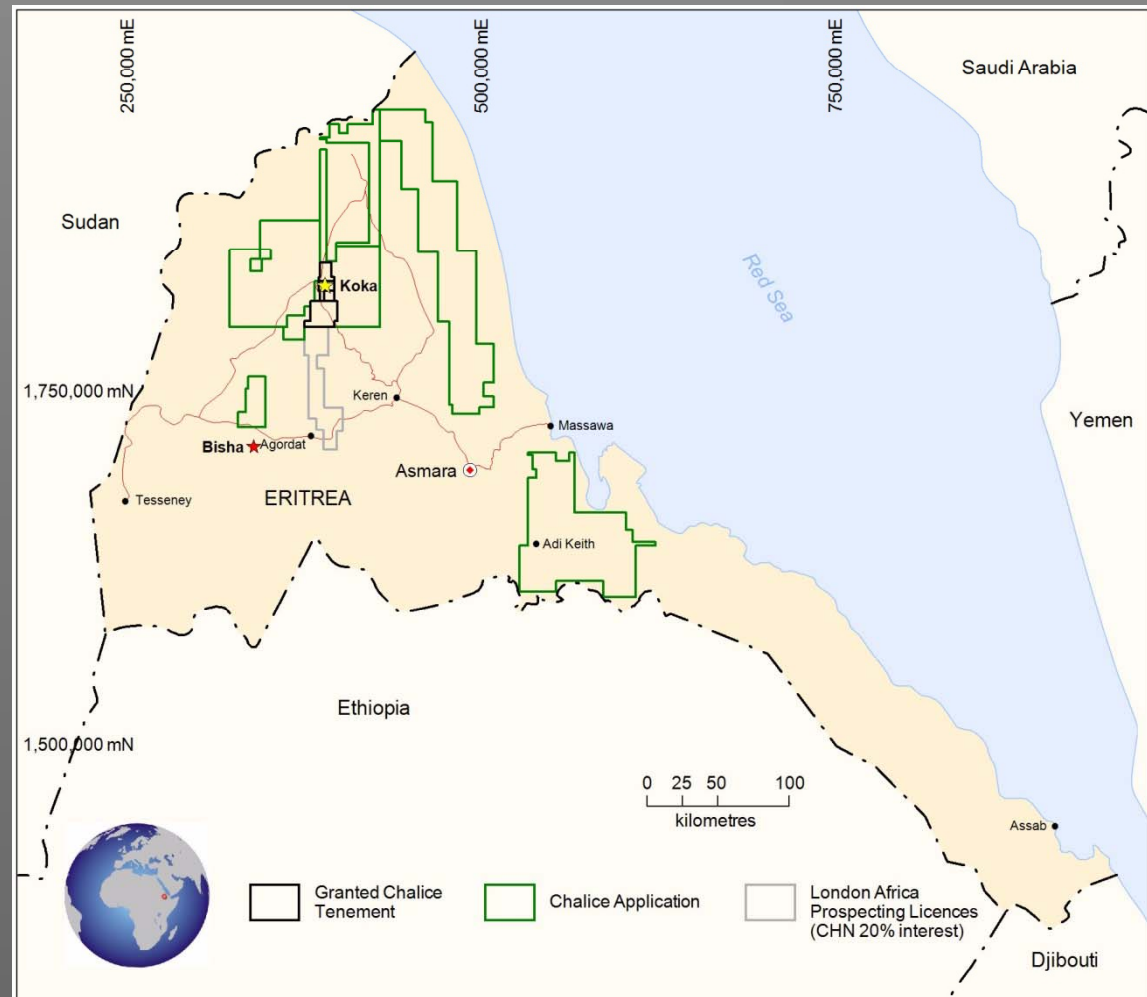 250,000 mE
500,000 mE
750,000 mE
Saudi Arabia
Sudan
Red Sea
Koka
1,750,000 mN
Keren
Yemen
Massawa
Bisha
Agordat
Asmara
Tesseney
ERITREA
Adi Keith
Ethiopia
1,500,000 mN
0 25 50 100
kilometres
Assab
Granted Chalice
Tenement
Chalice Application
London Africa
Prospecting Licences
(CHN 20% interest)
Djibouti